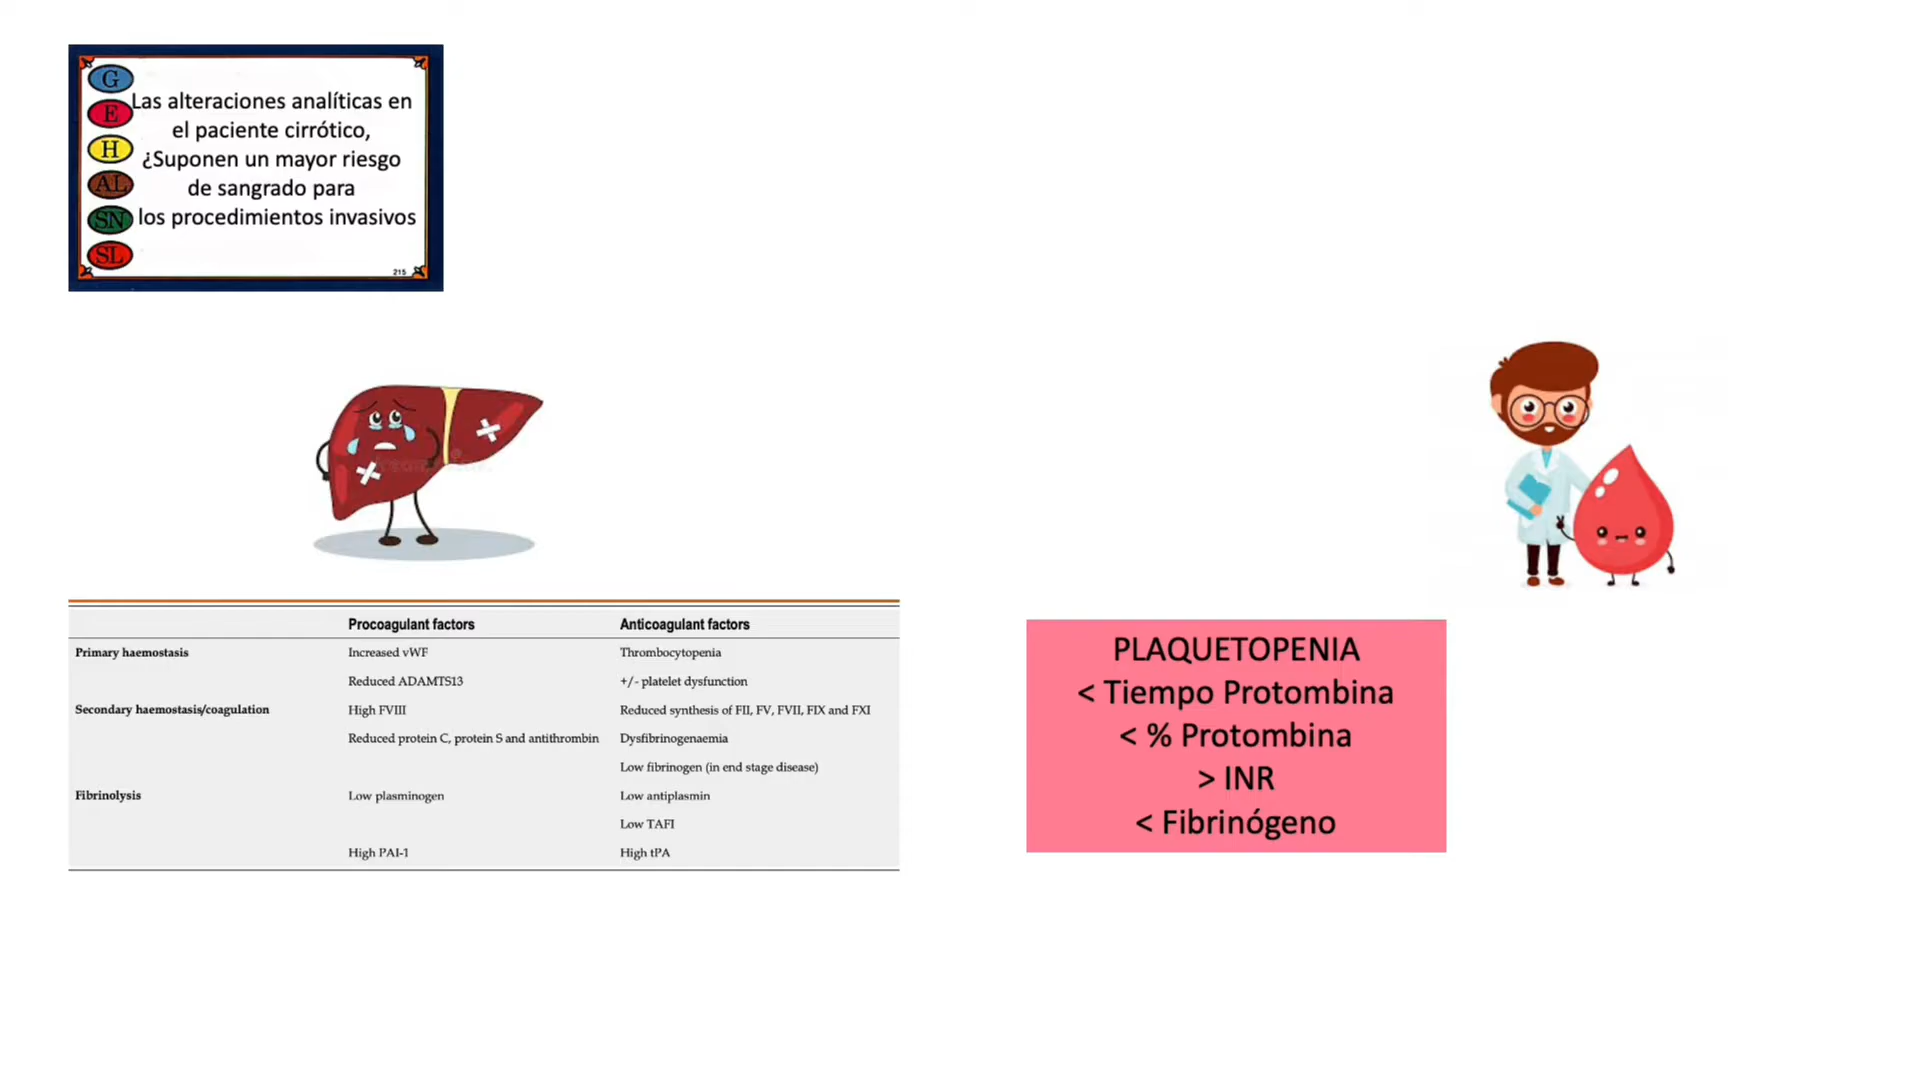 G
E
H
AL
SN
SL
Las alteraciones analíticas en
el paciente cirrótico,
¿Suponen un mayor riesgo
de sangrado para
los procedimientos invasivos
215
Procoagulant factors Anticoagulant factors
Primary haemostasis Increased vWF Thrombocytopenia
Reduced ADAMTS13 +/- platelet dysfunction
Secondary haemostasis/coagulation High FVIII Reduced synthesis of FII, FV, FVII, FIX and FXI
Reduced protein C, protein S and antithrombin Dysfibrinogenaemia
Low fibrinogen (in end stage disease)
Fibrinolysis Low plasminogen Low antiplasmin
Low TAFI
High PAI-1 High tPA
PLAQUETOPENIA
< Tiempo Protombina
< % Protombina
> INR
< Fibrinógeno